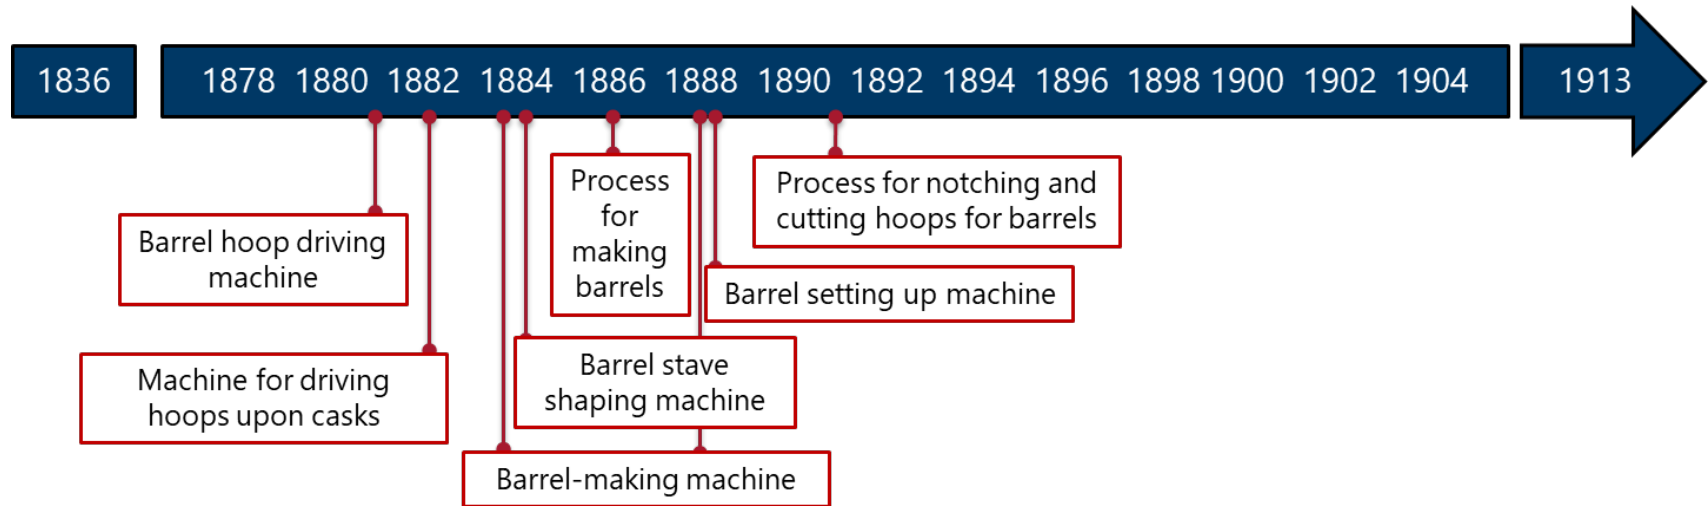 1836 1878 1880 1882 1884 1886 1888 1890 1892 1894 1896 1898 1900 1902 1904 1913
Barrel hoop driving
machine
Machine for driving
hoops upon casks
Process
for
making
barrels
Process for notching and
cutting hoops for barrels
Barrel setting up machine
Barrel stave
shaping machine
Barrel-making machine